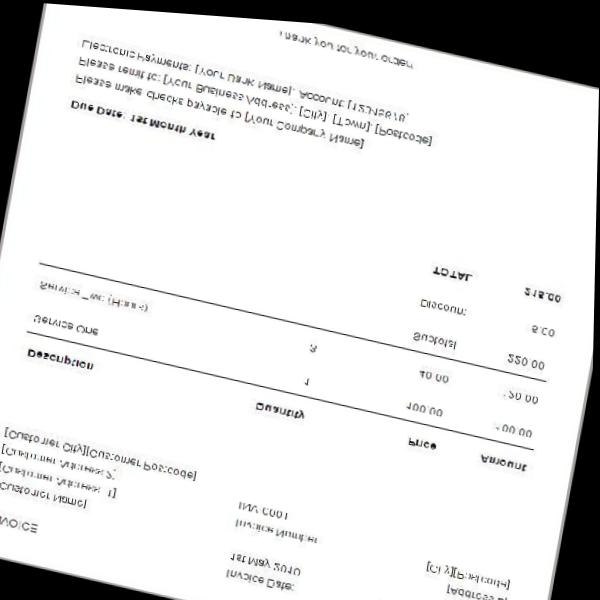 [Address 2]
[City][Postcode]
Invoice Date:
1st May 2010
Invoice Number
INV 0001
INVOICE
[Customer Name]
[Customer Address 1]
[Customer Address 2]
[Customer City][Customer Postcode]
Description Quantity Price Amount
Service One 1 100.00 100.00
Service Two (Hours) 3 40.00 120.00
Subtotal 220.00
Discount 5.00
TOTAL 215.00
Due Date: 1st Month Year
Please make checks payable to [Your Company Name]
Please remit to: [Your Business Address], [City], [Town], [Postcode]
Electronic Payments: [Your Bank Name], Account: [12345678]
Thank you for your order!